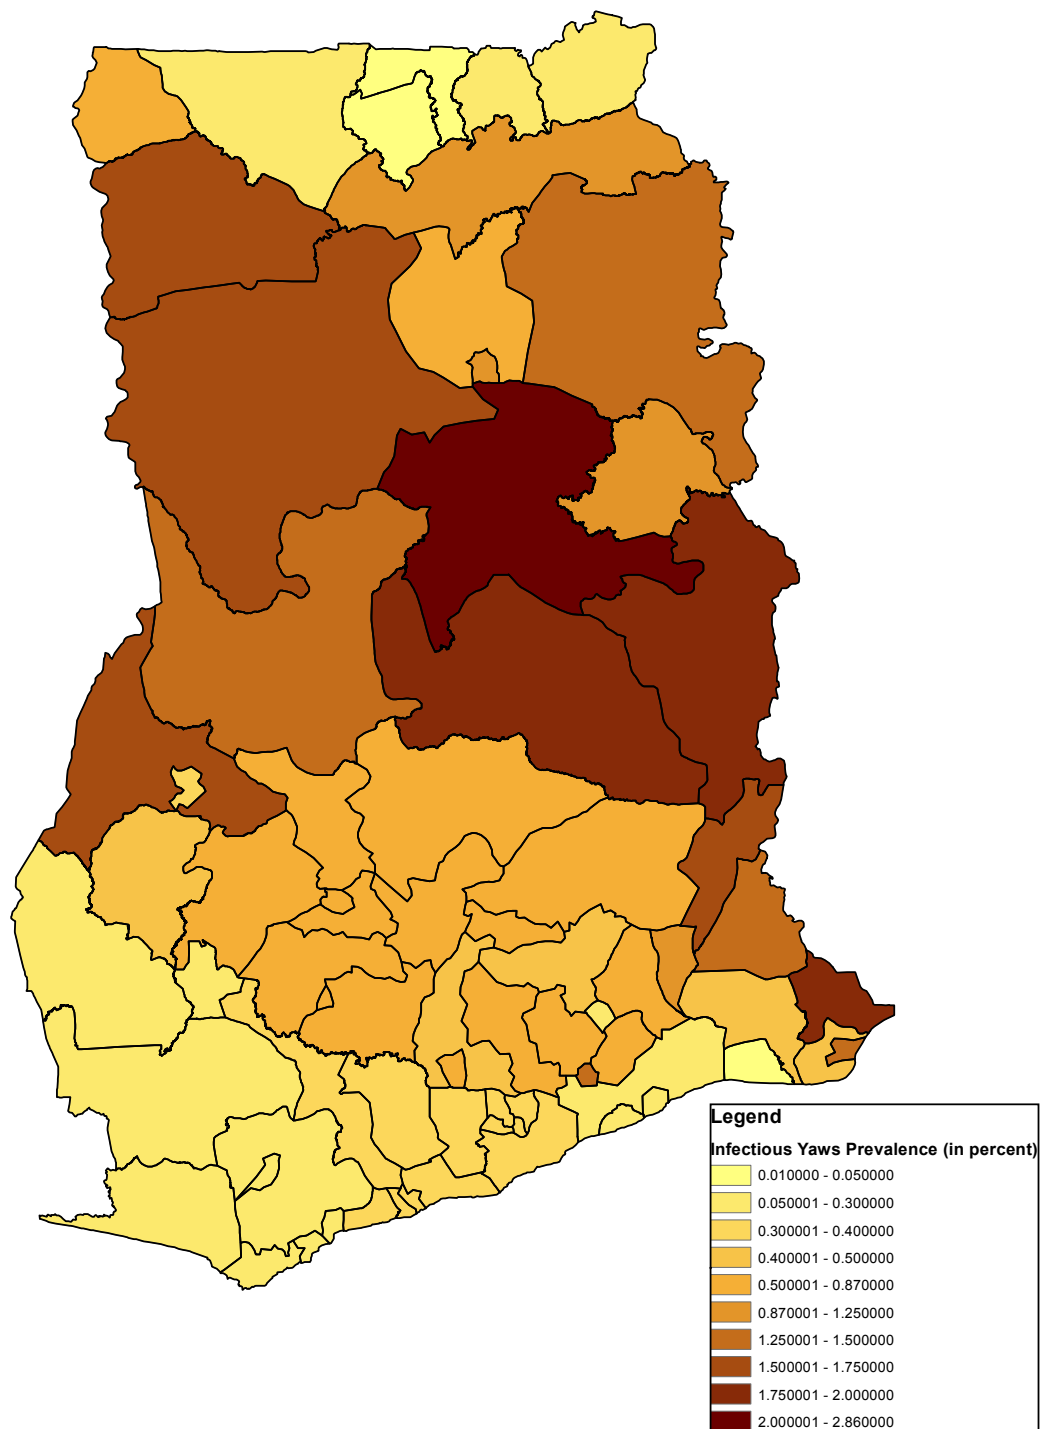 Legend
Infectious Yaws Prevalence (in percent)
0.010000 - 0.050000
0.050001 - 0.300000
0.300001 - 0.400000
0.400001 - 0.500000
0.500001 - 0.870000
0.870001 - 1.250000
1.250001 - 1.500000
1.500001 - 1.750000
1.750001 - 2.000000
2.000001 - 2.860000